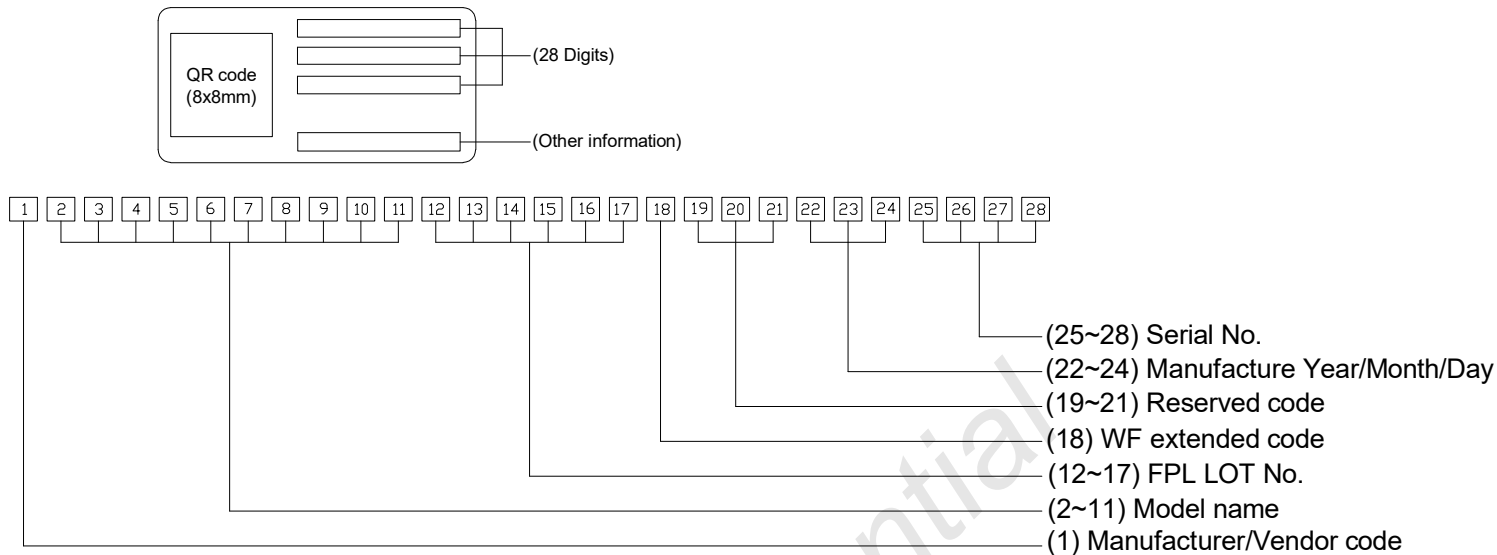 QR code
(8x8mm)
(28 Digits)
(Other information)
1 2 3 4 5 6 7 8 9 10 11 12 13 14 15 16 17 18 19 20 21 22 23 24 25 26 27 28
(25~28) Serial No.
(22~24) Manufacture Year/Month/Day
(19~21) Reserved code
(18) WF extended code
(12~17) FPL LOT No.
(2~11) Model name
(1) Manufacturer/Vendor code
ntial